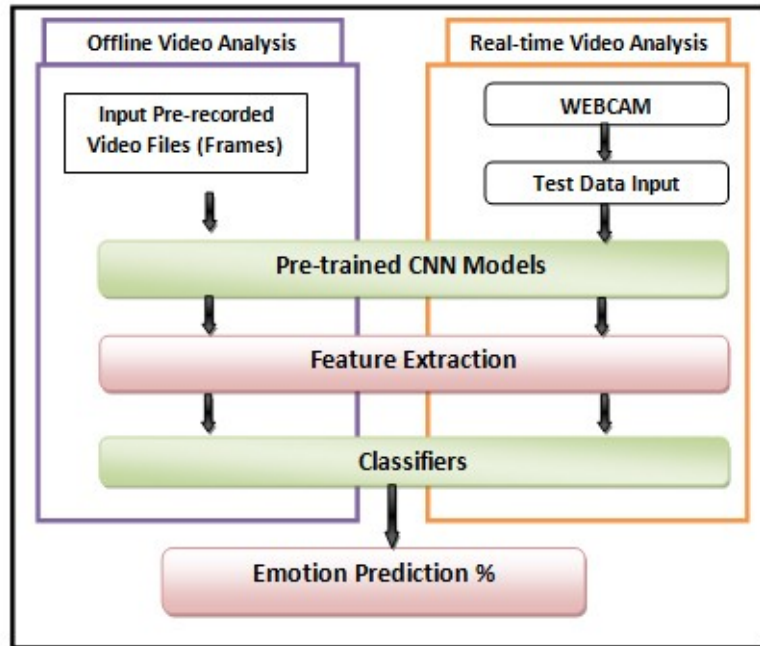 Offline Video Analysis
Real-time Video Analysis
Input Pre-recorded
Video Files (Frames)
WEBCAM
Test Data Input
Pre-trained CNN Models
Feature Extraction
Classifiers
Emotion Prediction %